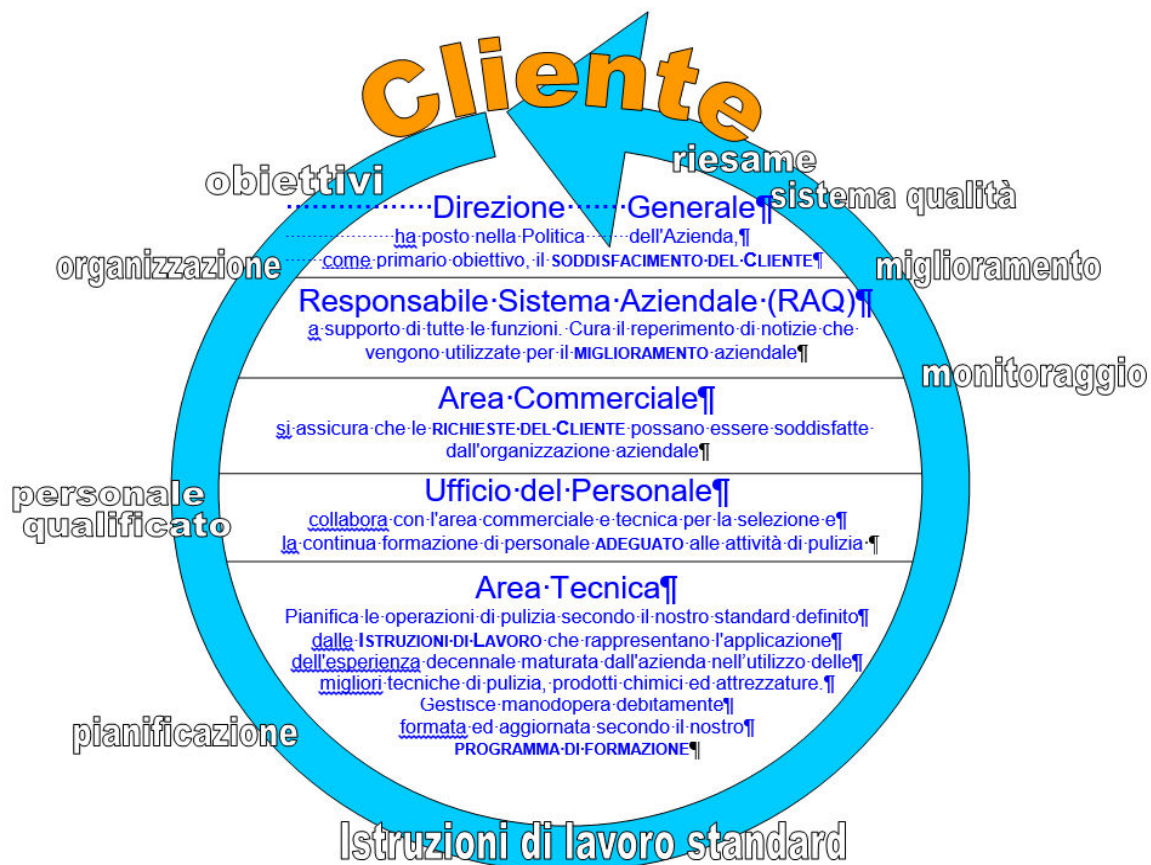 Cliente
obiettivi
riesame
sistema qualità
organizzazione
miglioramento
monitoraggio
personale
qualificato
pianificazione
Istruzioni di lavoro standard
Direzione Generale¶
ha posto nella Politica dell'Azienda,¶
come primario obiettivo, il SODDISFACIMENTO DEL CLIENTE¶
Responsabile Sistema Aziendale (RAQ)¶
a supporto di tutte le funzioni. Cura il reperimento di notizie che
vengono utilizzate per il MIGLIORAMENTO aziendale¶
Area Commerciale¶
si assicura che le RICHIESTE DEL CLIENTE possano essere soddisfatte
dall'organizzazione aziendale¶
Ufficio del Personale¶
collabora con l'area commerciale e tecnica per la selezione e¶
la continua formazione di personale ADEGUATO alle attività di pulizia ¶
Area Tecnica¶
Pianifica le operazioni di pulizia secondo il nostro standard definito¶
dalle ISTRUZIONI DI LAVORO che rappresentano l'applicazione¶
dell'esperienza decennale maturata dall'azienda nell’utilizzo delle¶
migliori tecniche di pulizia, prodotti chimici ed attrezzature.¶
Gestisce manodopera debitamente¶
formata ed aggiornata secondo il nostro¶
PROGRAMMA DI FORMAZIONE¶